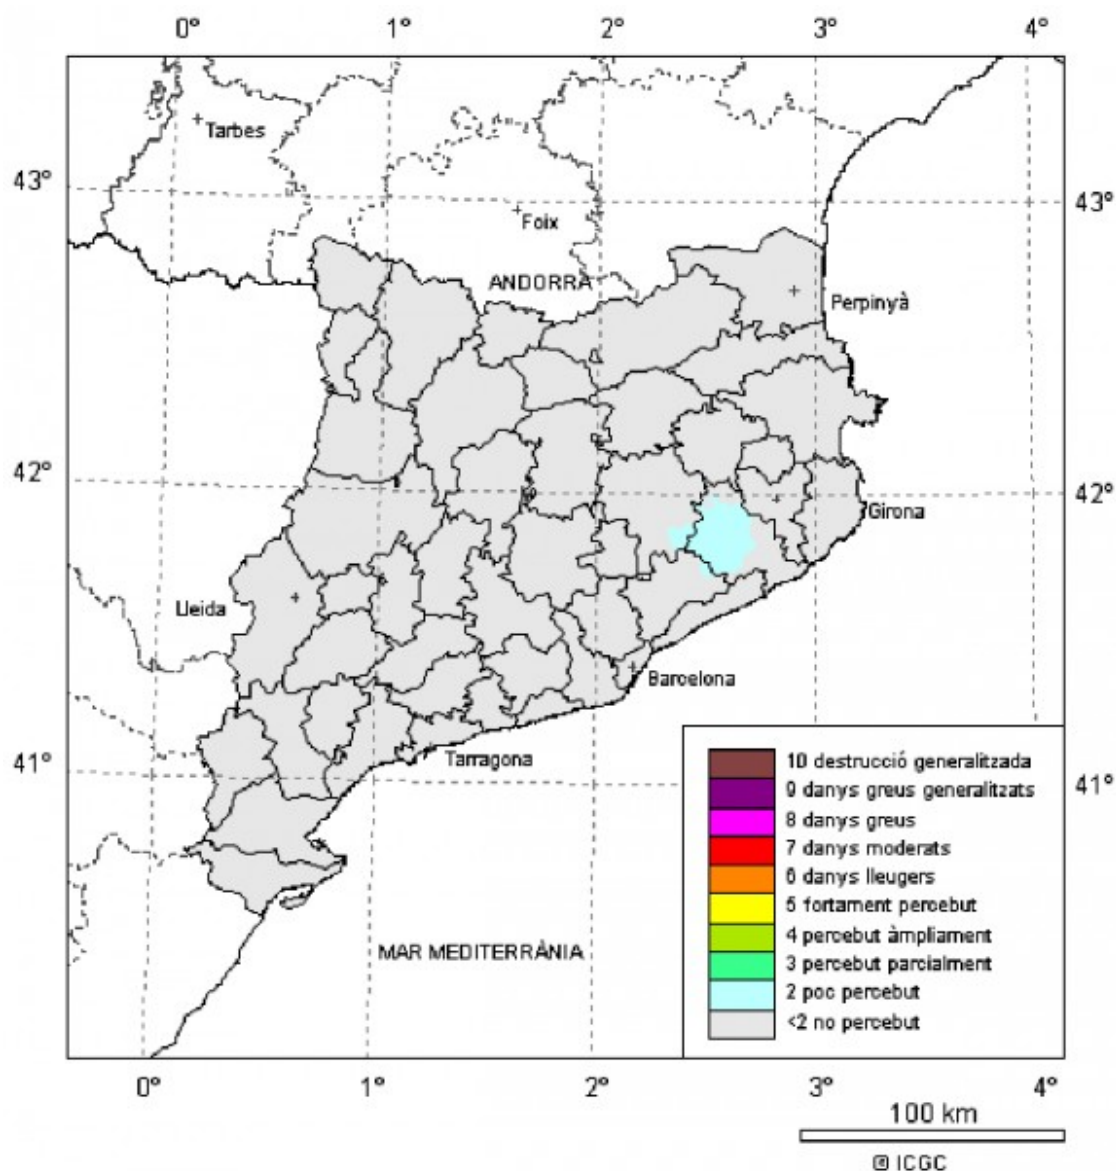 0° 1° 2° 3° 4°
Tarbes
43° 43°
Foix
ANDORRA
Perpinyà
42° 42°
Girona
Lleida
Barcelona
Tarragona
41° 41°
10 destrucció generalitzada
9 danys greus generalitzats
8 danys greus
7 danys moderats
6 danys lleugers
5 fortament percebut
4 percebut àmpliament
3 percebut parcialment
2 poc percebut
<2 no percebut
MAR MEDITERRÀNIA
0° 1° 2° 3° 4°
100 km
© ICGC